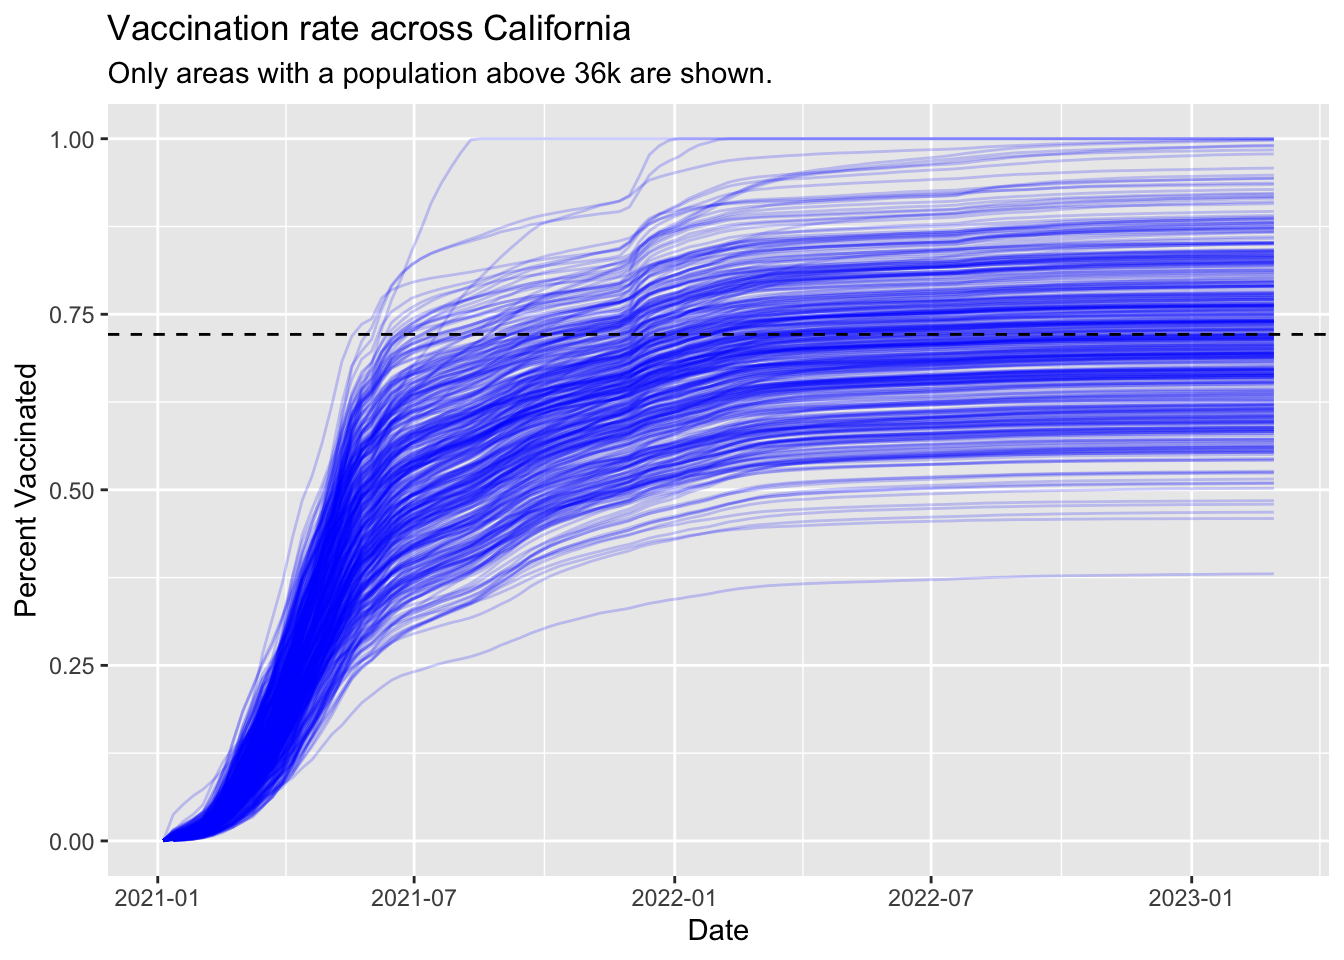 Vaccination rate across California
Only areas with a population above 36k are shown.
Percent Vaccinated
1.00
0.75
0.50
0.25
0.00
2021-01
2021-07
2022-01
2022-07
2023-01
Date